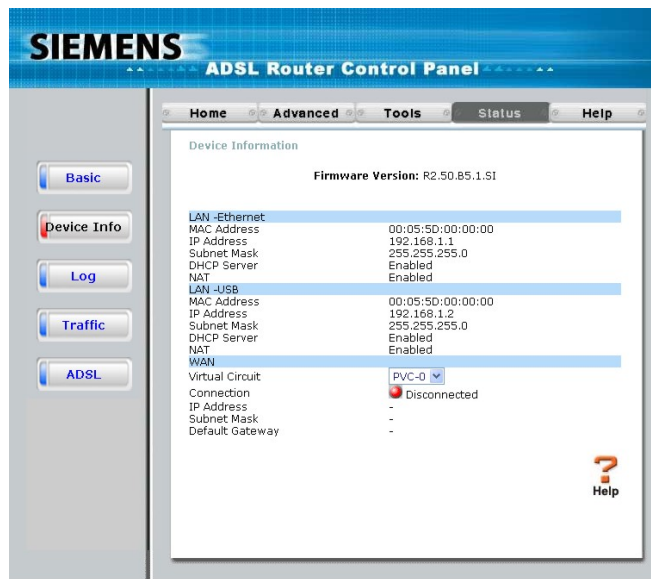 SIEMENS
ADSL Router Control Panel
Home Advanced Tools Status Help
Basic
Device Info
Log
Traffic
ADSL
Device Information
Firmware Version: R2.50.B5.1.SI
LAN -Ethernet
MAC Address 00:05:5D:00:00:00
IP Address 192.168.1.1
Subnet Mask 255.255.255.0
DHCP Server Enabled
NAT Enabled
LAN -USB
MAC Address 00:05:5D:00:00:00
IP Address 192.168.1.2
Subnet Mask 255.255.255.0
DHCP Server Enabled
NAT Enabled
WAN
Virtual Circuit PVC-0
Connection Disconnected
IP Address -
Subnet Mask -
Default Gateway -
Help